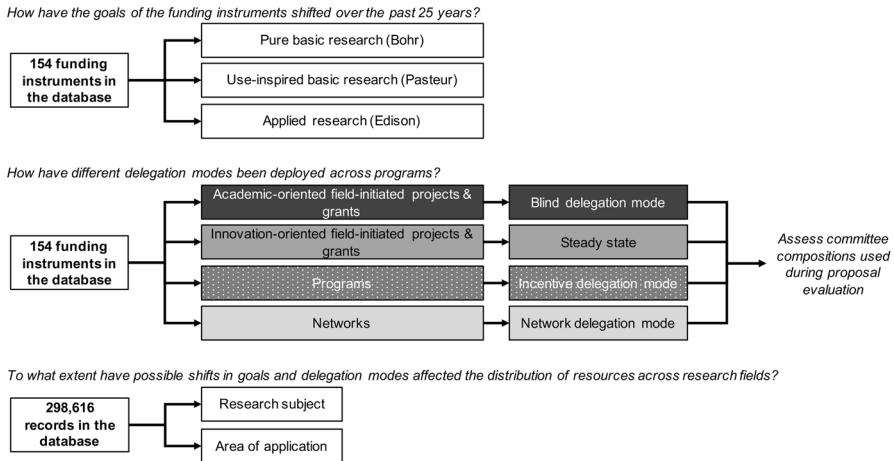 How have the goals of the funding instruments shifted over the past 25 years?
154 funding
instruments in
the database
Pure basic research (Bohr)
Use-inspired basic research (Pasteur)
Applied research (Edison)
How have different delegation modes been deployed across programs?
154 funding
instruments in
the database
Academic-oriented field-initiated projects &
grants
Blind delegation mode
Innovation-oriented field-initiated projects &
grants
Steady state
Programs
Incentive delegation mode
Networks
Network delegation mode
Assess committee
compositions used
during proposal
evaluation
To what extent have possible shifts in goals and delegation modes affected the distribution of resources across research fields?
298,616
records in the
database
Research subject
Area of application